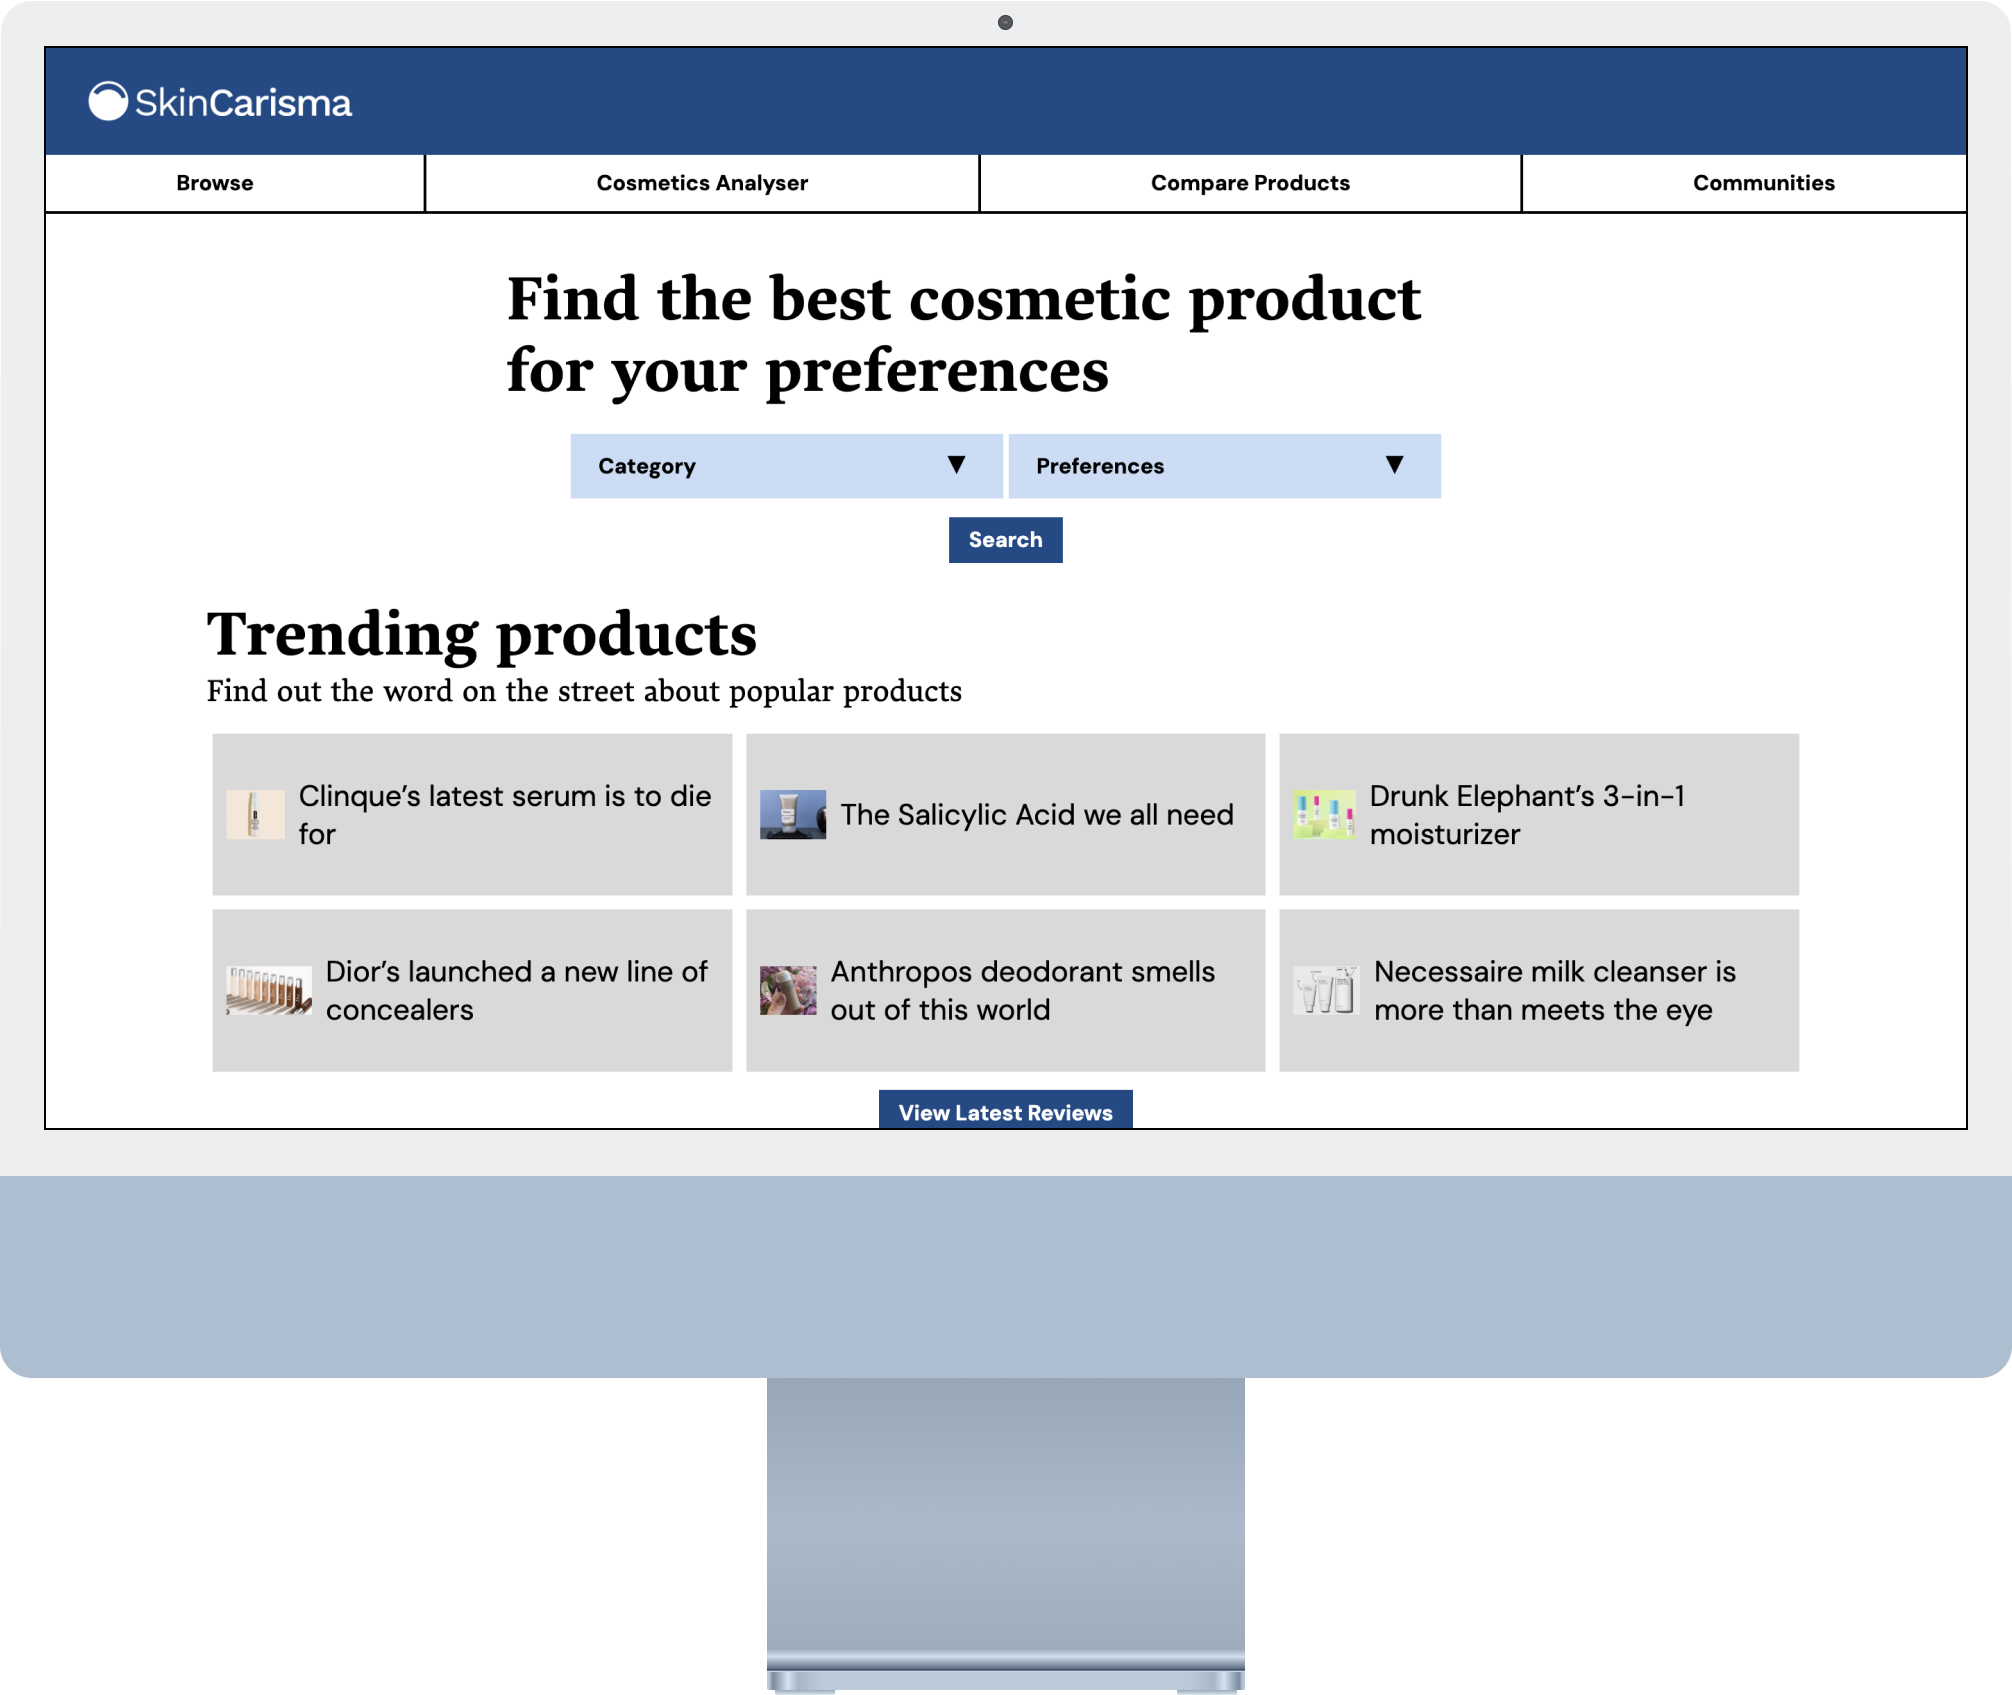 SkinCarisma
Browse
Cosmetics Analyser
Compare Products
Communities
Find the best cosmetic product
for your preferences
Category
Preferences
Search
Trending products
Find out the word on the street about popular products
Clinque’s latest serum is to die
for
The Salicylic Acid we all need
Drunk Elephant’s 3-in-1
moisturizer
Dior’s launched a new line of
concealers
Anthropos deodorant smells
out of this world
Necessaire milk cleanser is
more than meets the eye
View Latest Reviews